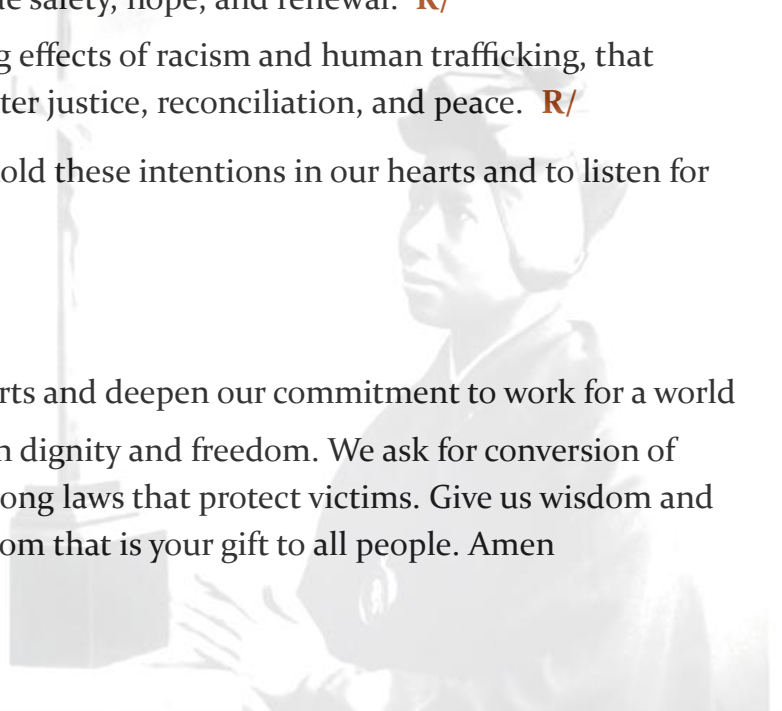 e safety, hope, and renewal. R/
g effects of racism and human trafficking, that
ter justice, reconciliation, and peace. R/
old these intentions in our hearts and to listen for
rts and deepen our commitment to work for a world
n dignity and freedom. We ask for conversion of
ong laws that protect victims. Give us wisdom and
om that is your gift to all people. Amen